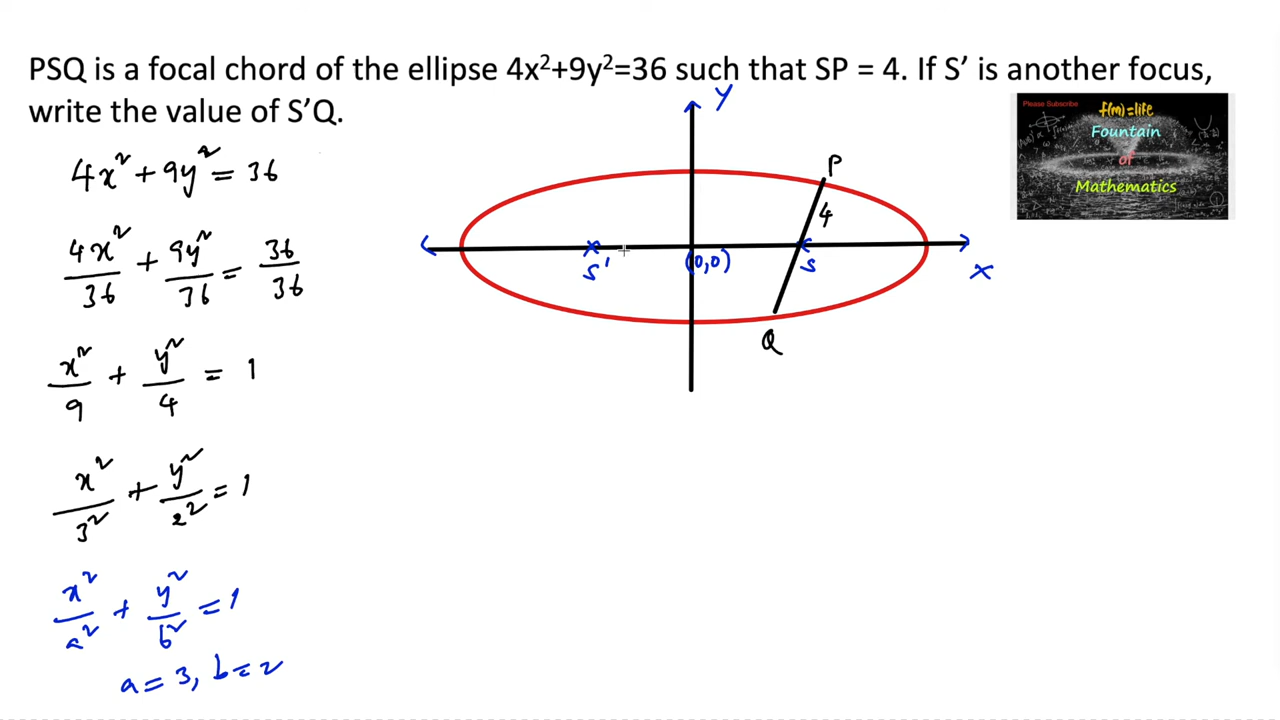 PSQ is a focal chord of the ellipse 4x²+9y²=36 such that SP = 4. If S’ is another focus,
write the value of S’Q.
4x² + 9y² = 36
4x²/36 + 9y²/36 = 36/36
x²/9 + y²/4 = 1
x²/3² + y²/2² = 1
x²/a² + y²/b² = 1
a = 3, b = 2
y
P
4
S'
(0,0)
S
x
Q
Please Subscribe
f(m)=life
Fountain
of
Mathematics